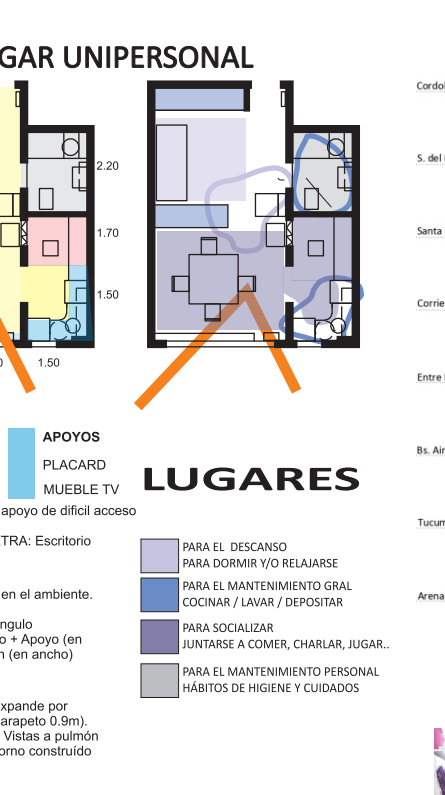 GAR UNIPERSONAL
2.20
1.70
1.50
0
1.50
APOYOS
PLACARD
MUEBLE TV
apoyo de dificil acceso
TRA: Escritorio
en el ambiente.
ngulo
o + Apoyo (en
n (en ancho)
xpande por
arapeto 0.9m).
Vistas a pulmón
orno construído
LUGARES
PARA EL DESCANSO
PARA DORMIR Y/O RELAJARSE
PARA EL MANTENIMIENTO GRAL
COCINAR / LAVAR / DEPOSITAR
PARA SOCIALIZAR
JUNTARSE A COMER, CHARLAR, JUGAR..
PARA EL MANTENIMIENTO PERSONAL
HÁBITOS DE HIGIENE Y CUIDADOS
Cordob
S. del
Santa
Corrie
Entre
Bs. Air
Tucum
Arena